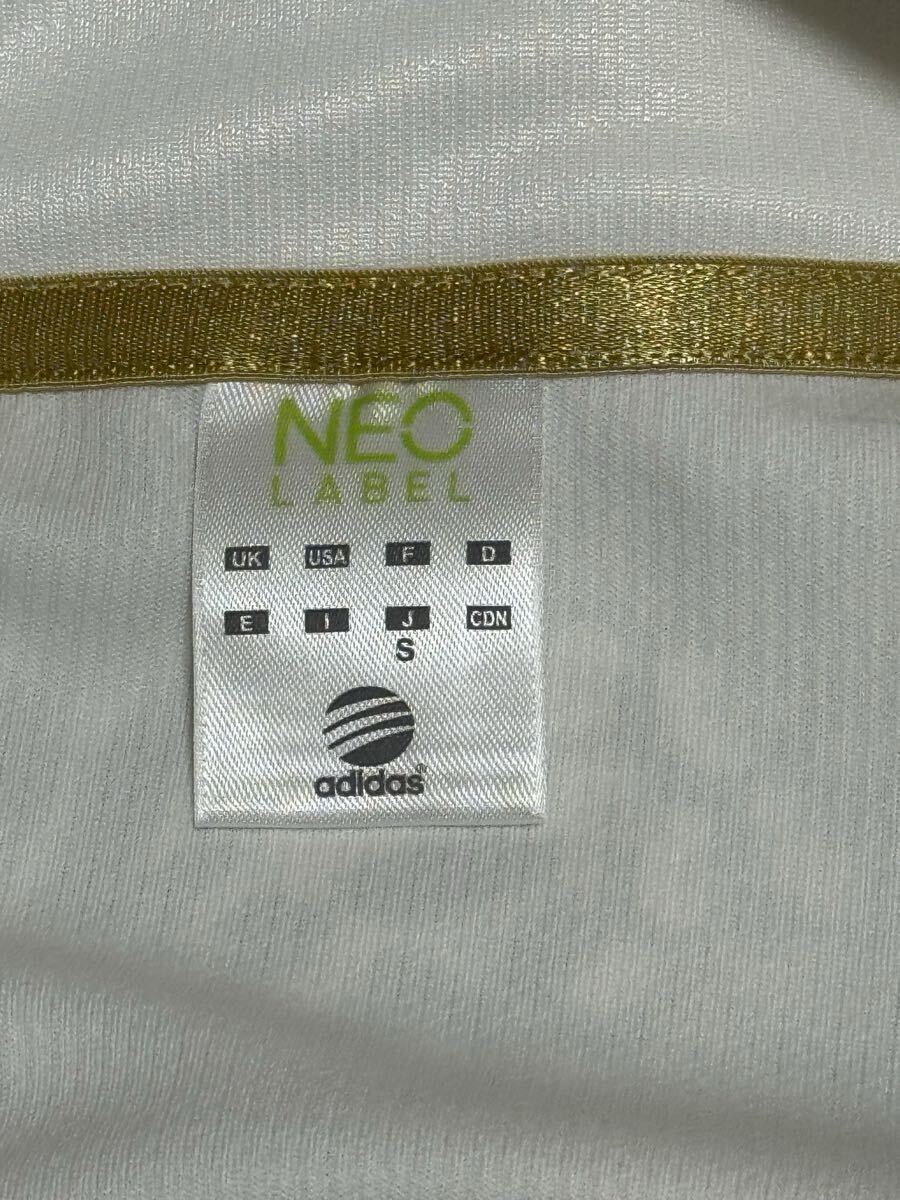 NEO
LABEL
UK USA F D
E I J CDN
S
adidas®